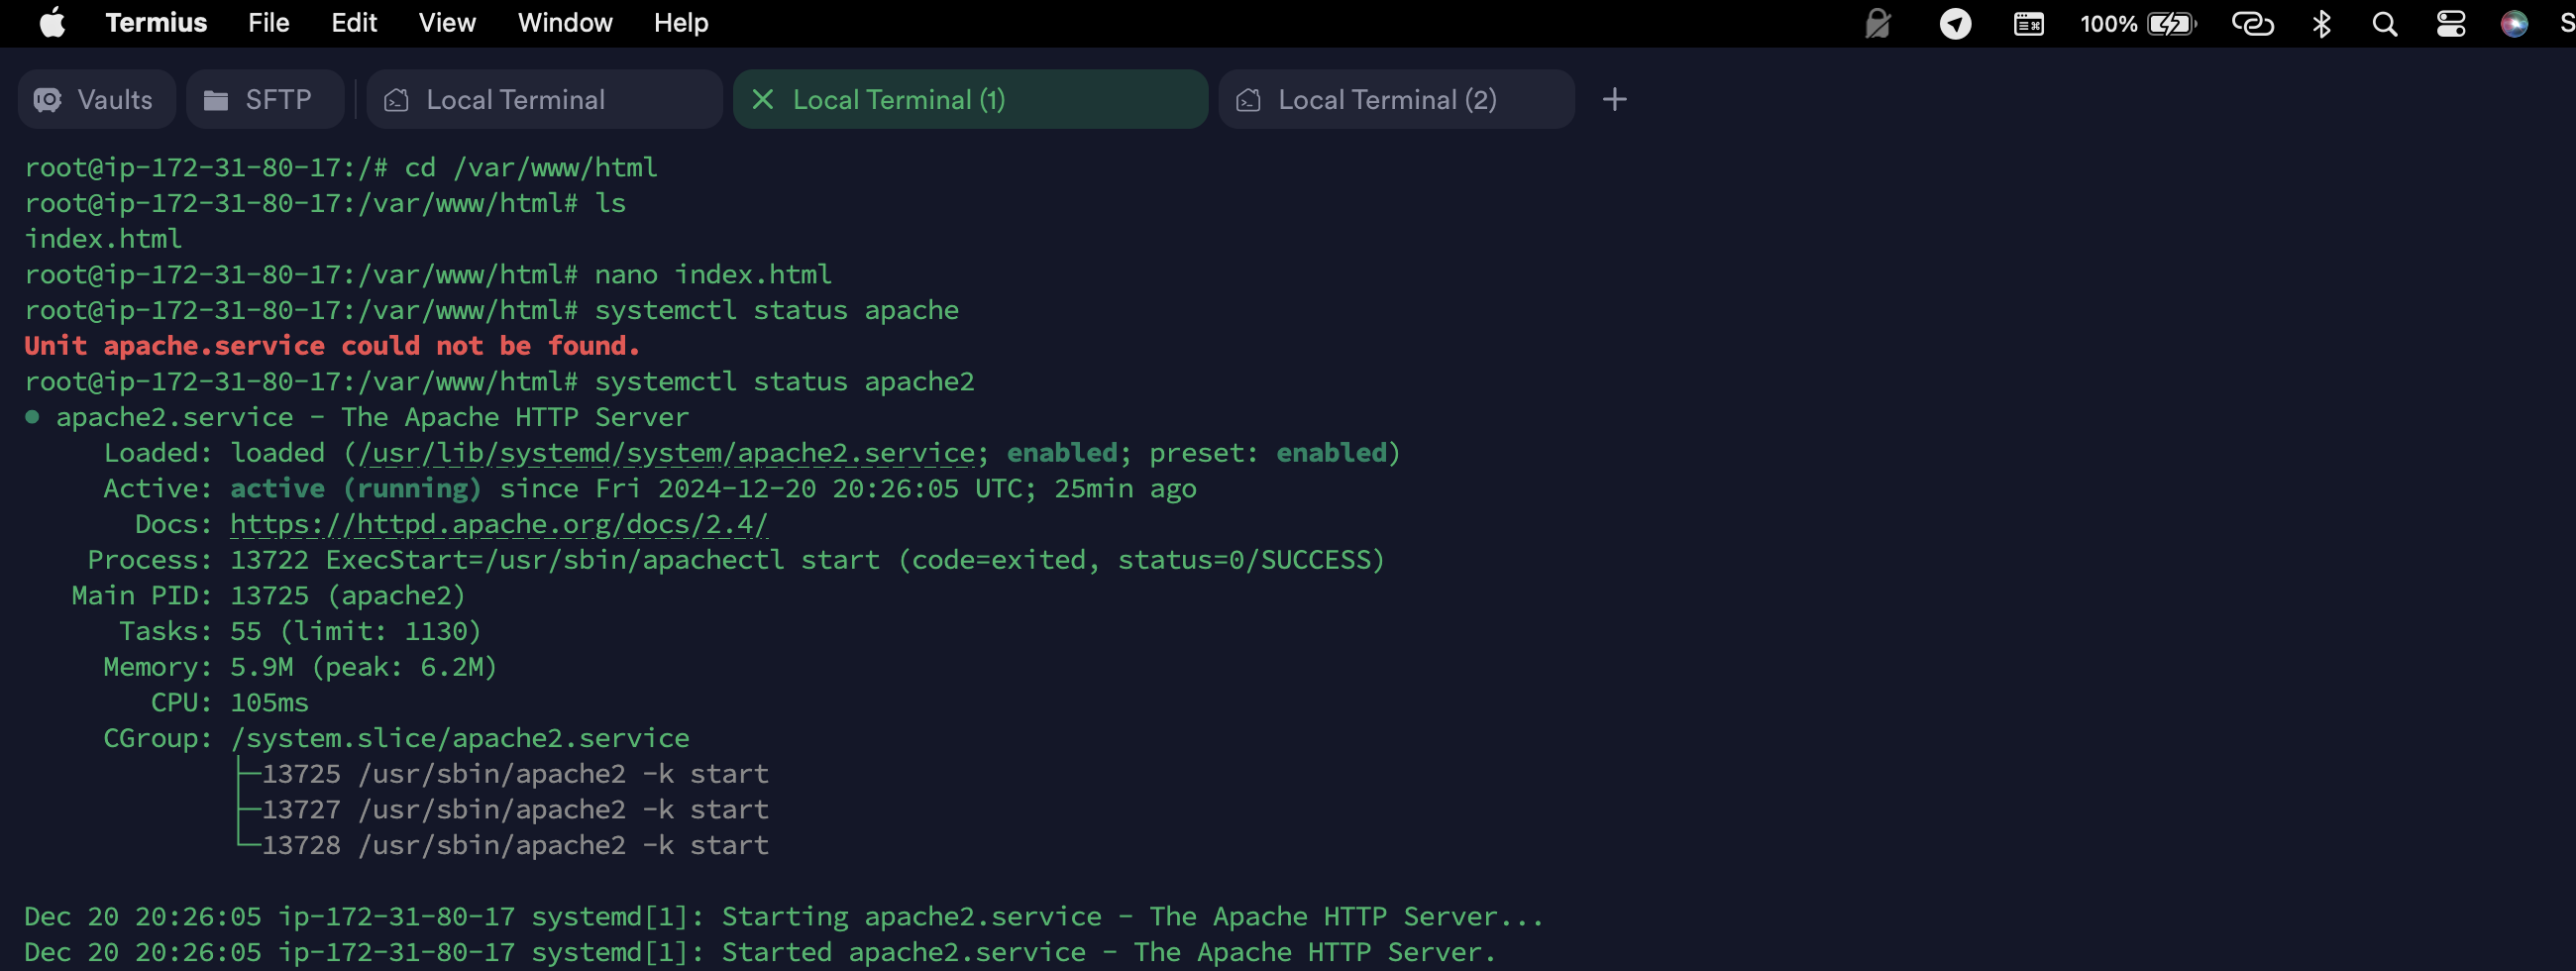 Termius File Edit View Window Help 100% S
Vaults SFTP Local Terminal Local Terminal (1) Local Terminal (2)
root@ip-172-31-80-17:/# cd /var/www/html
root@ip-172-31-80-17:/var/www/html# ls
index.html
root@ip-172-31-80-17:/var/www/html# nano index.html
root@ip-172-31-80-17:/var/www/html# systemctl status apache
Unit apache.service could not be found.
root@ip-172-31-80-17:/var/www/html# systemctl status apache2
● apache2.service - The Apache HTTP Server
     Loaded: loaded (/usr/lib/systemd/system/apache2.service; enabled; preset: enabled)
     Active: active (running) since Fri 2024-12-20 20:26:05 UTC; 25min ago
       Docs: https://httpd.apache.org/docs/2.4/
    Process: 13722 ExecStart=/usr/sbin/apachectl start (code=exited, status=0/SUCCESS)
   Main PID: 13725 (apache2)
      Tasks: 55 (limit: 1130)
     Memory: 5.9M (peak: 6.2M)
        CPU: 105ms
     CGroup: /system.slice/apache2.service
             ├─13725 /usr/sbin/apache2 -k start
             ├─13727 /usr/sbin/apache2 -k start
             └─13728 /usr/sbin/apache2 -k start
Dec 20 20:26:05 ip-172-31-80-17 systemd[1]: Starting apache2.service - The Apache HTTP Server...
Dec 20 20:26:05 ip-172-31-80-17 systemd[1]: Started apache2.service - The Apache HTTP Server.